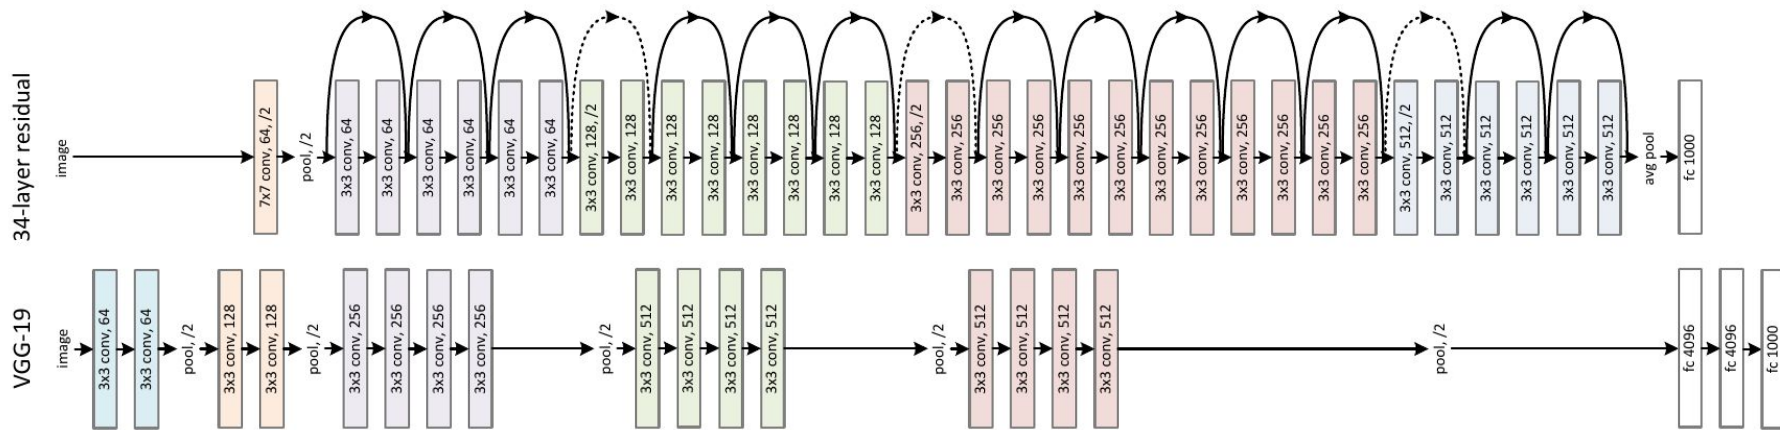 34-layer residual
image
7x7 conv, 64, /2
pool, /2
3x3 conv, 64
3x3 conv, 64
3x3 conv, 64
3x3 conv, 64
3x3 conv, 64
3x3 conv, 64
3x3 conv, 128, /2
3x3 conv, 128
3x3 conv, 128
3x3 conv, 128
3x3 conv, 128
3x3 conv, 128
3x3 conv, 128
3x3 conv, 128
3x3 conv, 256, /2
3x3 conv, 256
3x3 conv, 256
3x3 conv, 256
3x3 conv, 256
3x3 conv, 256
3x3 conv, 256
3x3 conv, 256
3x3 conv, 256
3x3 conv, 256
3x3 conv, 256
3x3 conv, 256
3x3 conv, 512, /2
3x3 conv, 512
3x3 conv, 512
3x3 conv, 512
3x3 conv, 512
3x3 conv, 512
avg pool
fc 1000
VGG-19
image
3x3 conv, 64
3x3 conv, 64
pool, /2
3x3 conv, 128
3x3 conv, 128
pool, /2
3x3 conv, 256
3x3 conv, 256
3x3 conv, 256
3x3 conv, 256
pool, /2
3x3 conv, 512
3x3 conv, 512
3x3 conv, 512
3x3 conv, 512
pool, /2
3x3 conv, 512
3x3 conv, 512
3x3 conv, 512
3x3 conv, 512
pool, /2
fc 4096
fc 4096
fc 1000